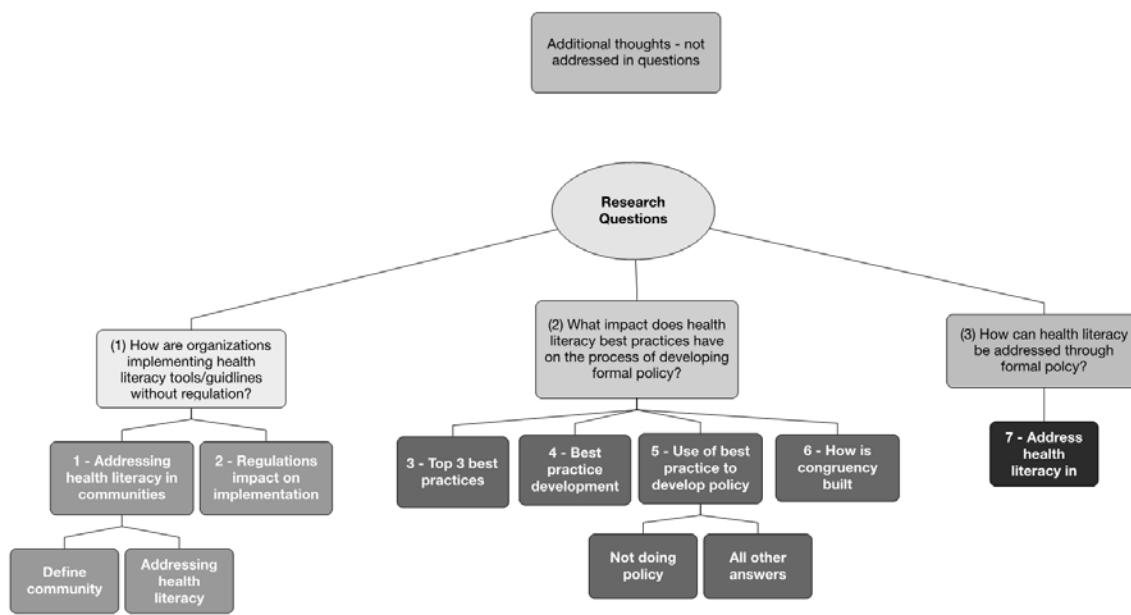 Additional thoughts - not
addressed in questions
Research
Questions
(1) How are organizations
implementing health
literacy tools/guidlines
without regulation?
(2) What impact does health
literacy best practices have
on the process of developing
formal policy?
(3) How can health literacy
be addressed through
formal polcy?
1 - Addressing
health literacy in
communities
2 - Regulations
impact on
implementation
3 - Top 3 best
practices
4 - Best
practice
development
5 - Use of best
practice to
develop policy
6 - How is
congruency
built
7 - Address
health
literacy in
Define
community
Addressing
health
literacy
Not doing
policy
All other
answers